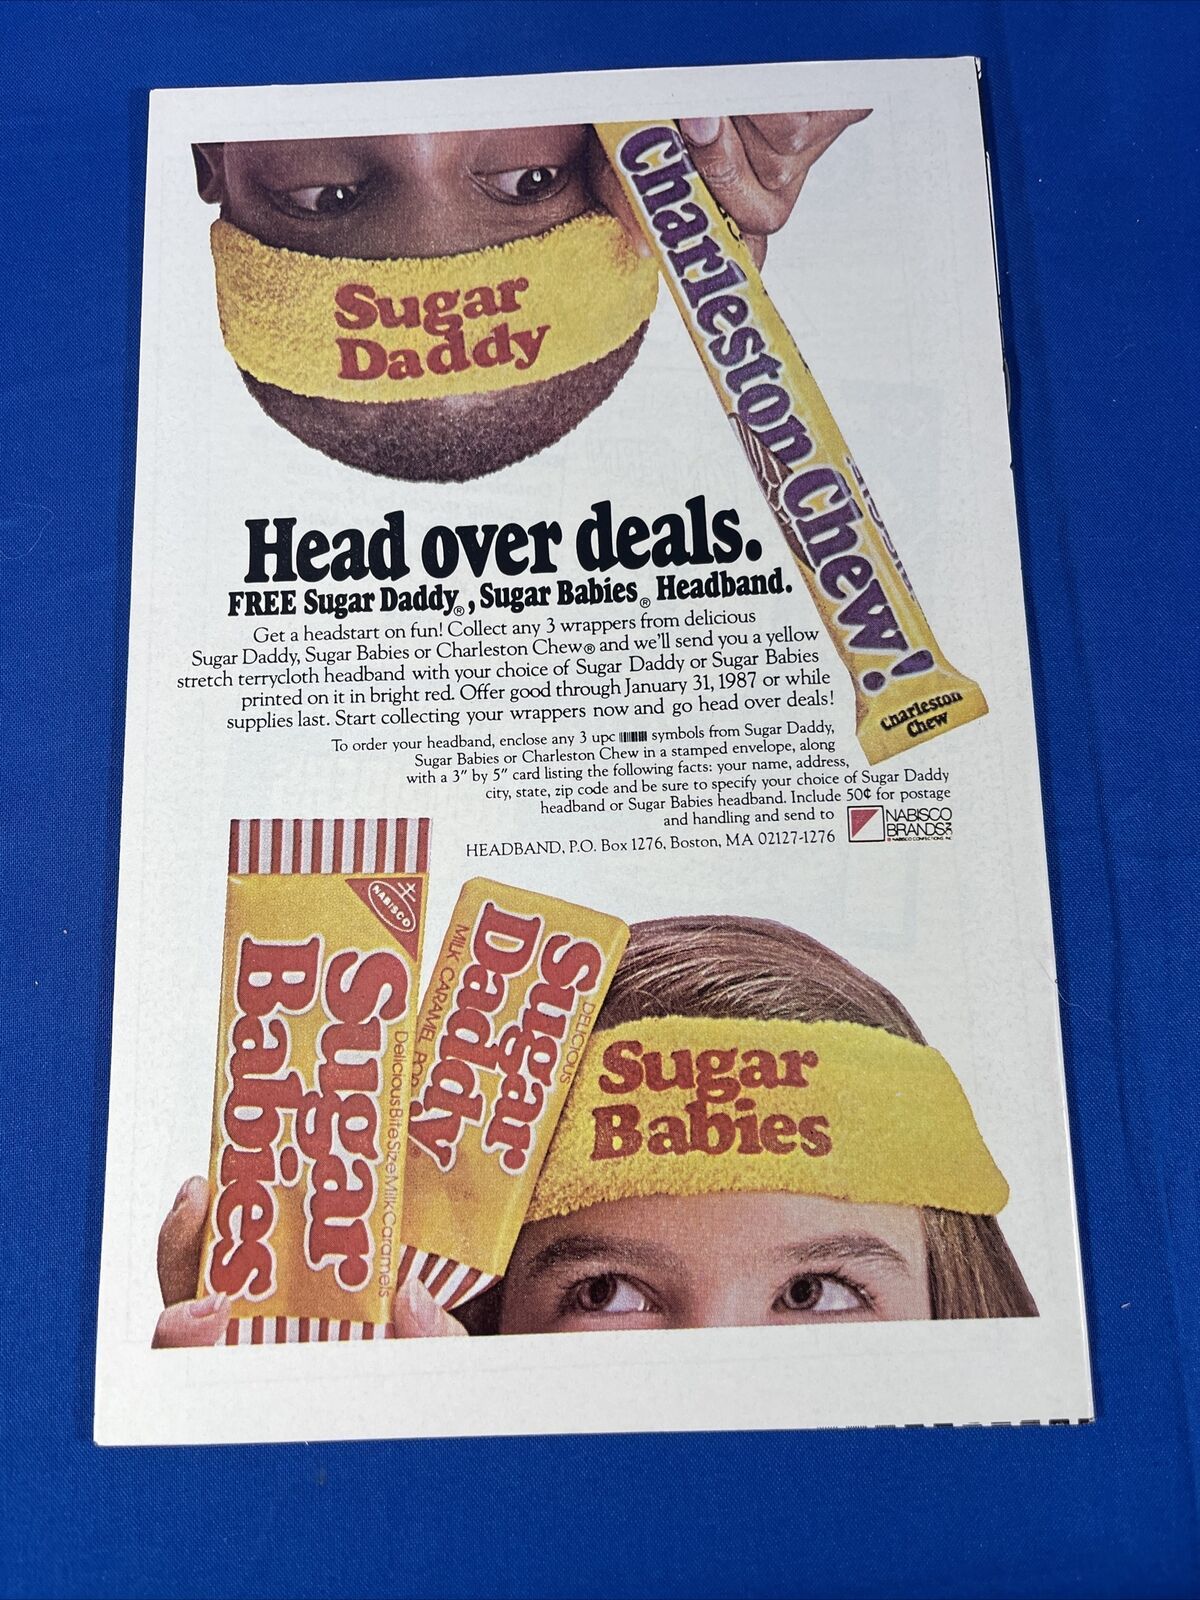 Sugar
Daddy
Charleston Chew!
Charleston
Chew
Head over deals.
FREE Sugar Daddy®, Sugar Babies® Headband.
Get a headstart on fun! Collect any 3 wrappers from delicious
Sugar Daddy, Sugar Babies or Charleston Chew® and we'll send you a yellow
stretch terrycloth headband with your choice of Sugar Daddy or Sugar Babies
printed on it in bright red. Offer good through January 31, 1987 or while
supplies last. Start collecting your wrappers now and go head over deals!
To order your headband, enclose any 3 upc symbols from Sugar Daddy,
Sugar Babies or Charleston Chew in a stamped envelope, along
with a 3" by 5" card listing the following facts: your name, address,
city, state, zip code and be sure to specify your choice of Sugar Daddy
headband or Sugar Babies headband. Include 50¢ for postage
and handling and send to
HEADBAND, P.O. Box 1276, Boston, MA 02127-1276
NABISCO
BRANDS
NABISCO
Sugar
Babies
Delicious Bite Size Milk Caramels
DELICIOUS
Sugar
Daddy
MILK CARAMEL POP
Sugar
Babies